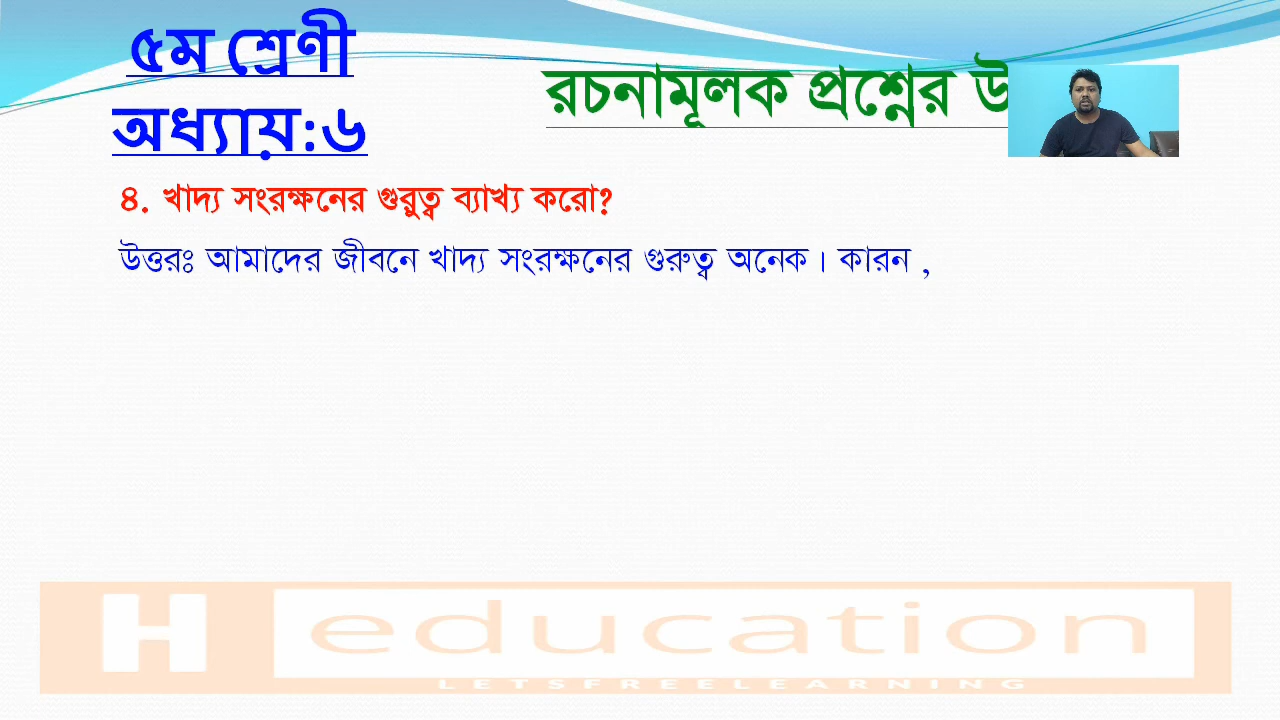 ৫ম শ্রেণী
অধ্যায়:৬
রচনামূলক প্রশ্নের
৪. খাদ্য সংরক্ষনের গুরুত্ব ব্যাখ্য করো?
উত্তরঃ আমাদের জীবনে খাদ্য সংরক্ষনের গুরুত্ব অনেক। কারন ,
H education
LETSFREELEARNING